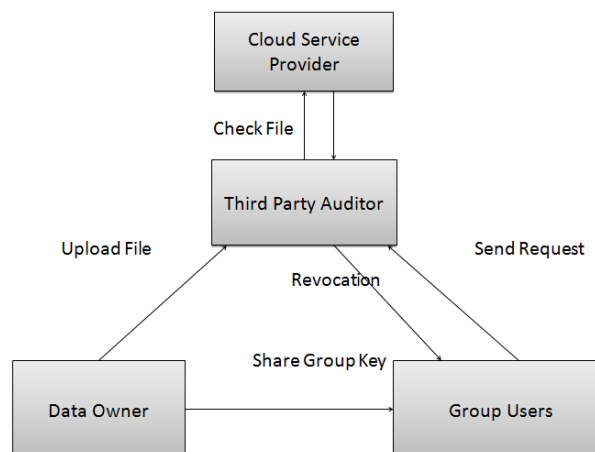 Cloud Service
Provider
Check File
Third Party Auditor
Upload File
Send Request
Revocation
Share Group Key
Data Owner
Group Users